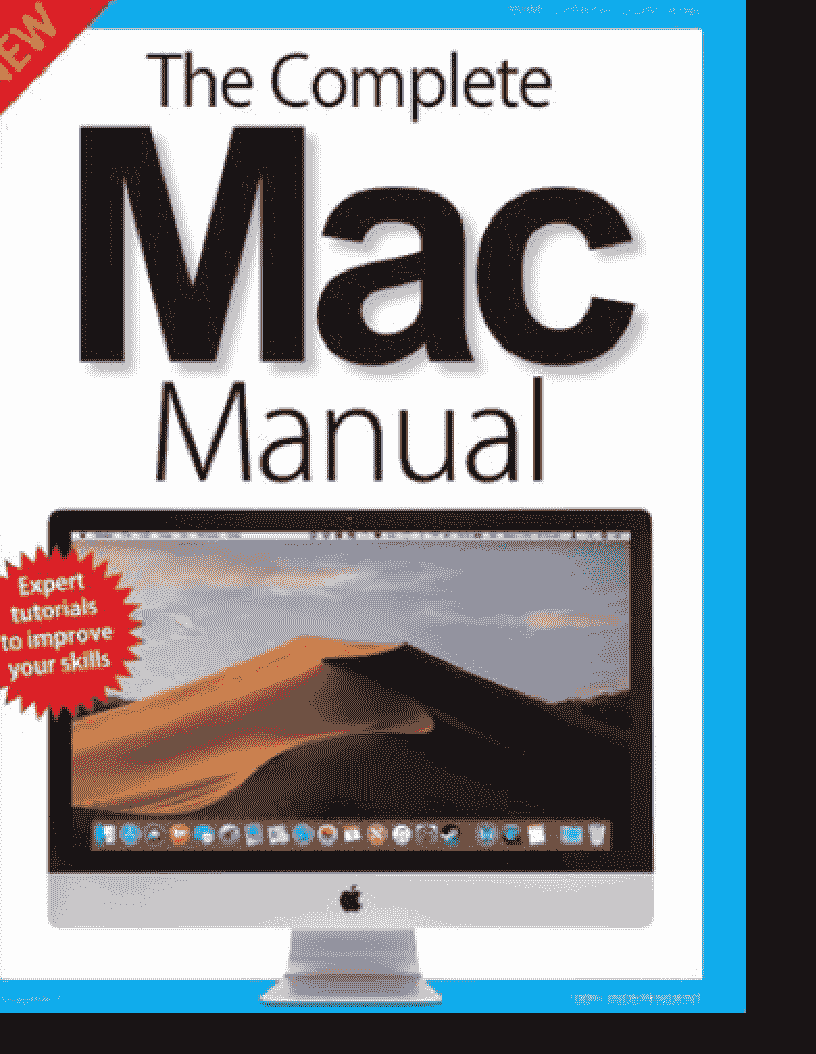 NEW
The Complete
Mac
Manual
Expert
tutorials
to improve
your skills